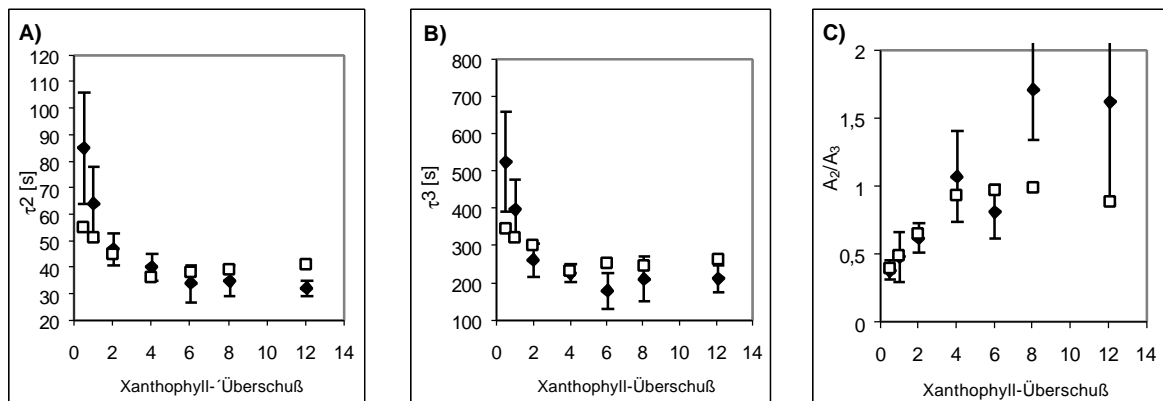 A)
τ2 [s]
120
110
100
90
80
70
60
50
40
30
20
0 2 4 6 8 10 12 14
Xanthophyll-´Überschuß
B)
τ3 [s]
800
700
600
500
400
300
200
100
0 2 4 6 8 10 12 14
Xanthophyll-Überschuß
C)
A2/A3
2
1,5
1
0,5
0
0 2 4 6 8 10 12 14
Xanthophyll-Überschuß